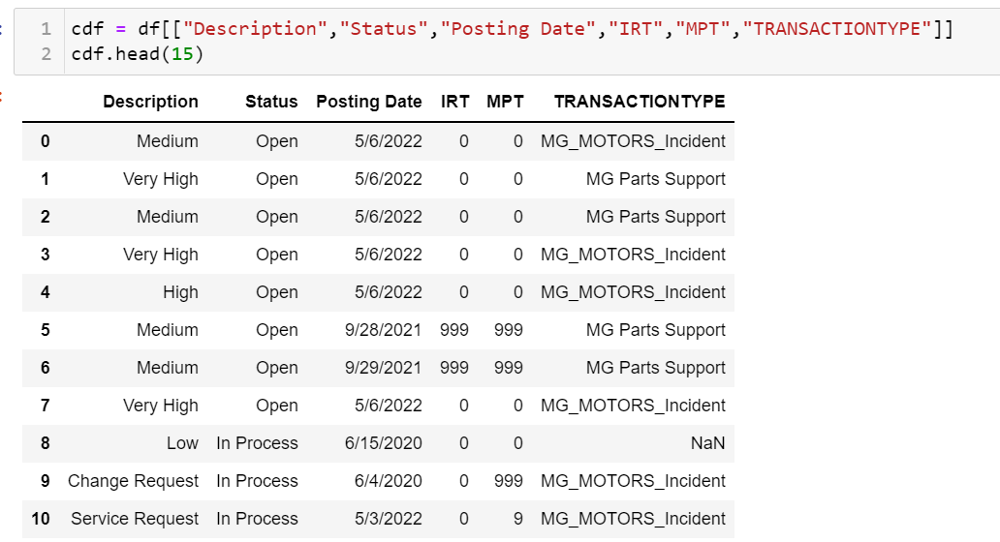 1 cdf = df[["Description","Status","Posting Date","IRT","MPT","TRANSACTIONTYPE"]]
2 cdf.head(15)
Description Status Posting Date IRT MPT TRANSACTIONTYPE
0 Medium Open 5/6/2022 0 0 MG_MOTORS_Incident
1 Very High Open 5/6/2022 0 0 MG Parts Support
2 Medium Open 5/6/2022 0 0 MG Parts Support
3 Very High Open 5/6/2022 0 0 MG_MOTORS_Incident
4 High Open 5/6/2022 0 0 MG_MOTORS_Incident
5 Medium Open 9/28/2021 999 999 MG Parts Support
6 Medium Open 9/29/2021 999 999 MG Parts Support
7 Very High Open 5/6/2022 0 0 MG_MOTORS_Incident
8 Low In Process 6/15/2020 0 0 NaN
9 Change Request In Process 6/4/2020 0 999 MG_MOTORS_Incident
10 Service Request In Process 5/3/2022 0 9 MG_MOTORS_Incident